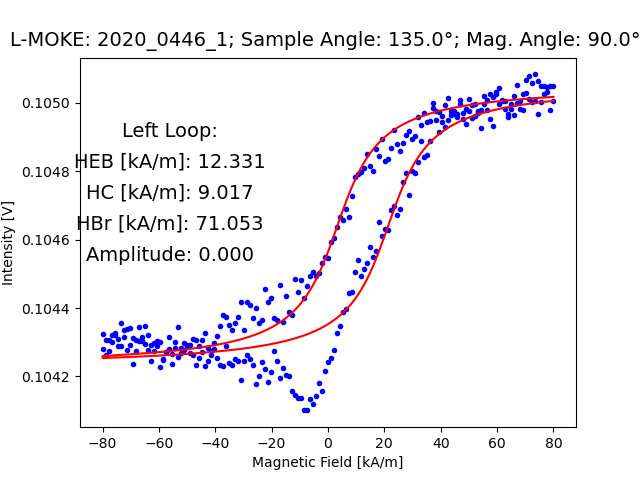 L-MOKE: 2020_0446_1; Sample Angle: 135.0°; Mag. Angle: 90.0°
0.1050
0.1048
0.1046
0.1044
0.1042
Intensity [V]
Left Loop:
HEB [kA/m]: 12.331
HC [kA/m]: 9.017
HBr [kA/m]: 71.053
Amplitude: 0.000
−80
−60
−40
−20
0
20
40
60
80
Magnetic Field [kA/m]